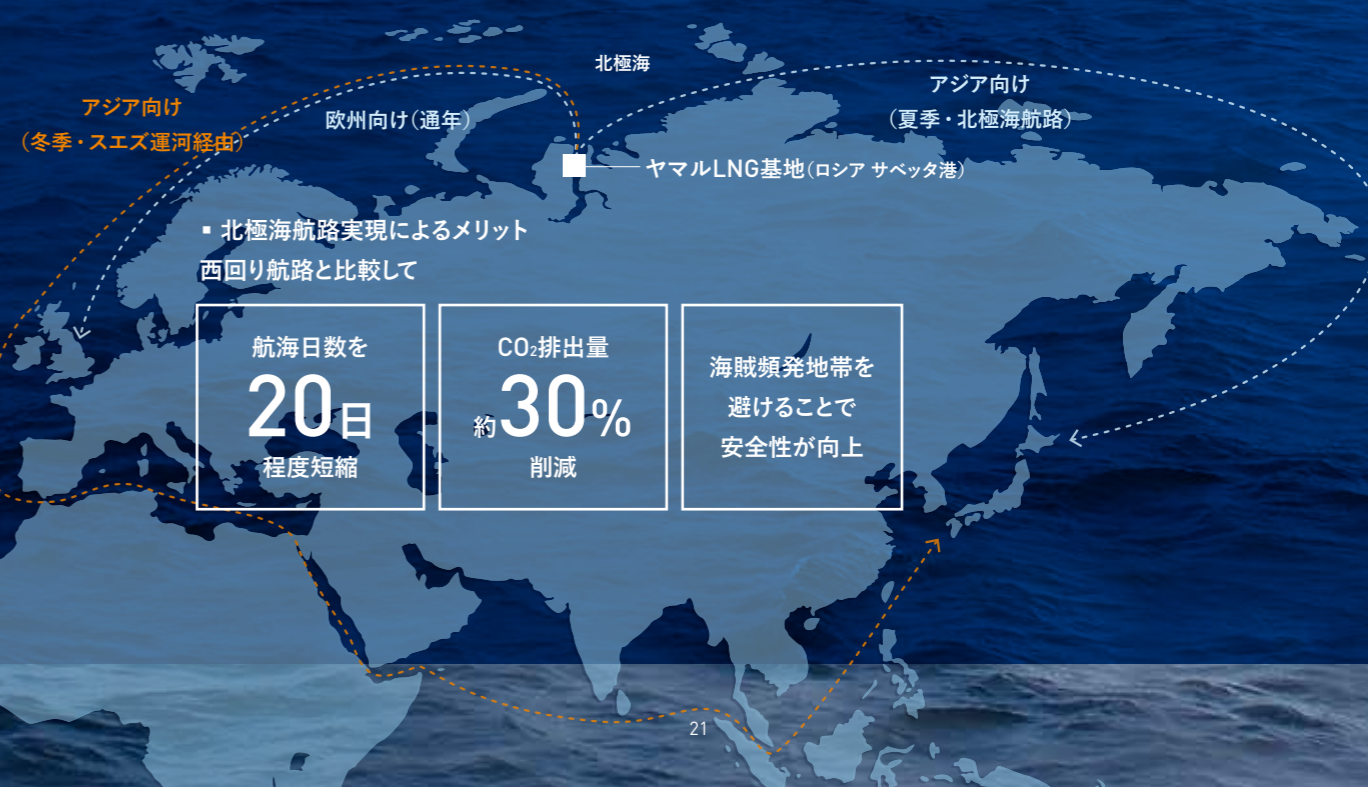 北極海
アジア向け
（夏季・北極海航路）
アジア向け
（冬季・スエズ運河経由）
欧州向け（通年）
ヤマルLNG基地（ロシア サベッタ港）
▪ 北極海航路実現によるメリット
西回り航路と比較して
航海日数を
20日
程度短縮
CO₂排出量
約30%
削減
海賊頻発地帯を
避けることで
安全性が向上
21